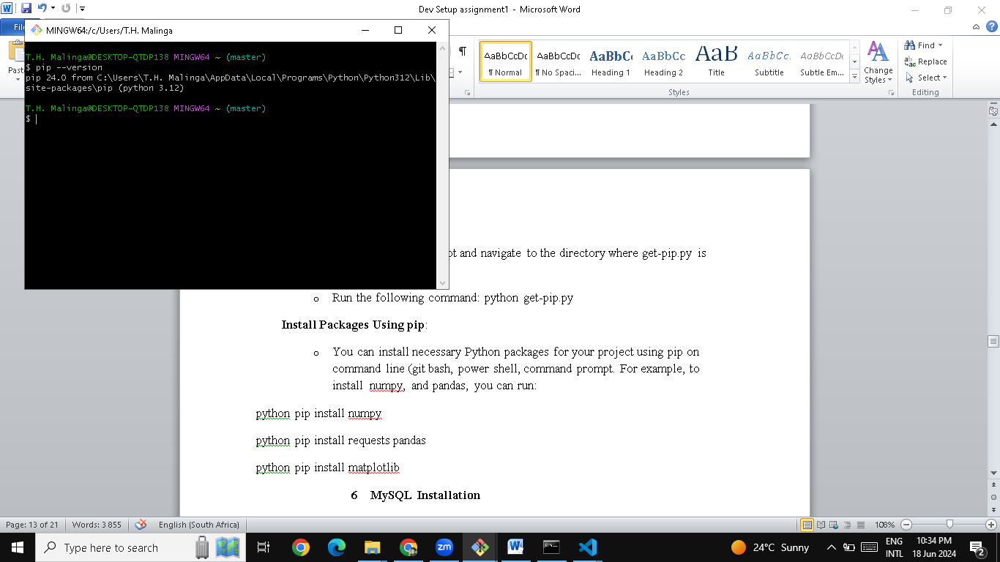 Dev Setup assignment1 - Microsoft Word
MINGW64:/c/Users/T.H. Malinga
T.H. Malinga@DESKTOP-QTDP138 MINGW64 ~ (master)
$ pip --version
pip 24.0 from C:\Users\T.H. Malinga\AppData\Local\Programs\Python\Python312\Lib\
site-packages\pip (python 3.12)
T.H. Malinga@DESKTOP-QTDP138 MINGW64 ~ (master)
$
AaBbCcDc AaBbCcDc AaBbCc AaBbCc AaB AaBbCc. AaBbCcDc
¶ Normal ¶ No Spaci... Heading 1 Heading 2 Title Subtitle Subtle Em...
Change
Styles
Styles
Find
Replace
Select
Editing
and navigate to the directory where get-pip.py is
o Run the following command: python get-pip.py
Install Packages Using pip:
o You can install necessary Python packages for your project using pip on
command line (git bash, power shell, command prompt. For example, to
install numpy, and pandas, you can run:
python pip install numpy
python pip install requests pandas
python pip install matplotlib
6 MySQL Installation
Page: 13 of 21 Words: 3 855 English (South Africa) 108%
Type here to search
24°C Sunny
ENG
INTL
10:34 PM
18 Jun 2024
2